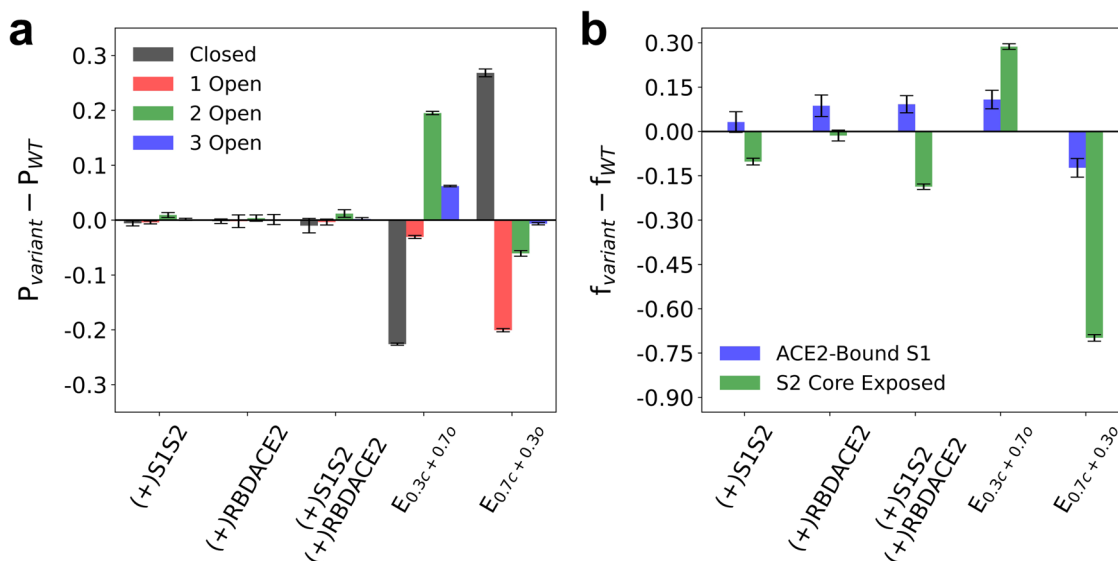 a
P_variant − P_WT
0.3
0.2
0.1
0.0
-0.1
-0.2
-0.3
Closed
1 Open
2 Open
3 Open
(+)S1S2
(+)RBDACE2
(+)S1S2
(+)RBDACE2
E_0.3c + 0.7o
E_0.7c + 0.3o
b
f_variant − f_WT
0.30
0.15
0.00
-0.15
-0.30
-0.45
-0.60
-0.75
-0.90
ACE2-Bound S1
S2 Core Exposed
(+)S1S2
(+)RBDACE2
(+)S1S2
(+)RBDACE2
E_0.3c + 0.7o
E_0.7c + 0.3o